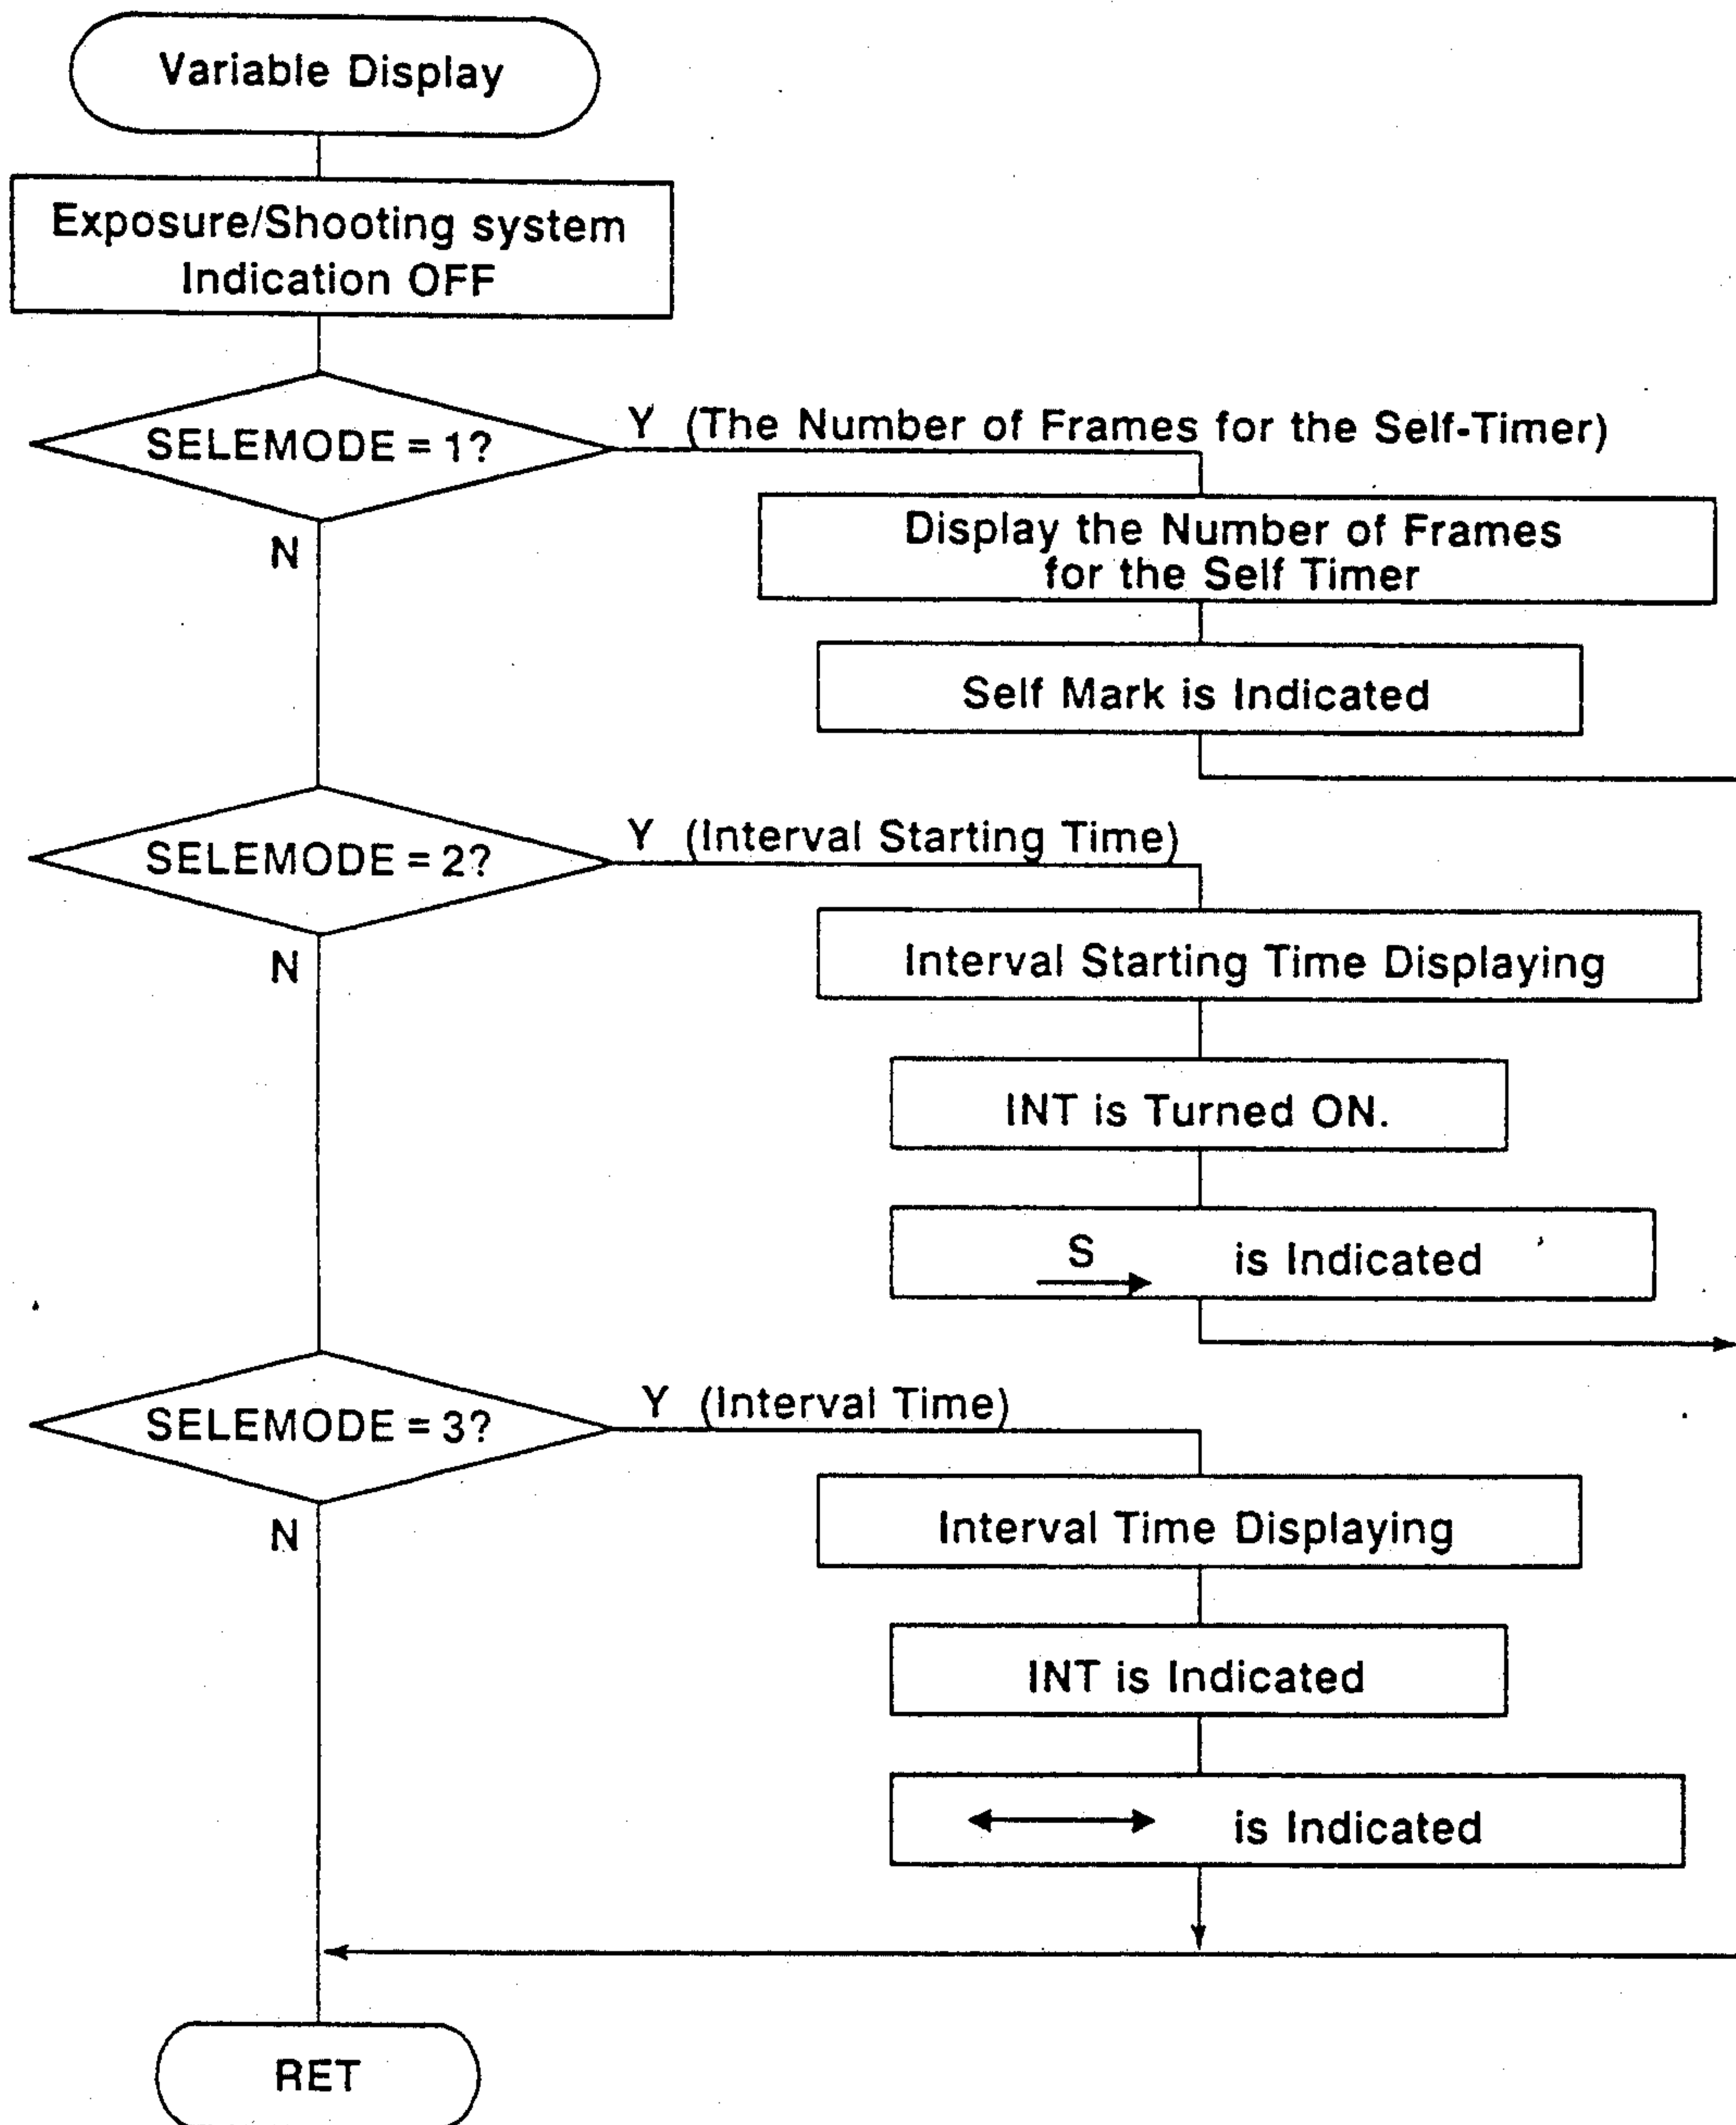 Variable Display
Exposure/Shooting system
Indication OFF
SELEMODE = 1?
Y (The Number of Frames for the Self-Timer)
Display the Number of Frames
for the Self Timer
Self Mark is Indicated
N
SELEMODE = 2?
Y (Interval Starting Time)
Interval Starting Time Displaying
INT is Turned ON.
S is Indicated
N
SELEMODE = 3?
Y (Interval Time)
Interval Time Displaying
INT is Indicated
is Indicated
N
RET